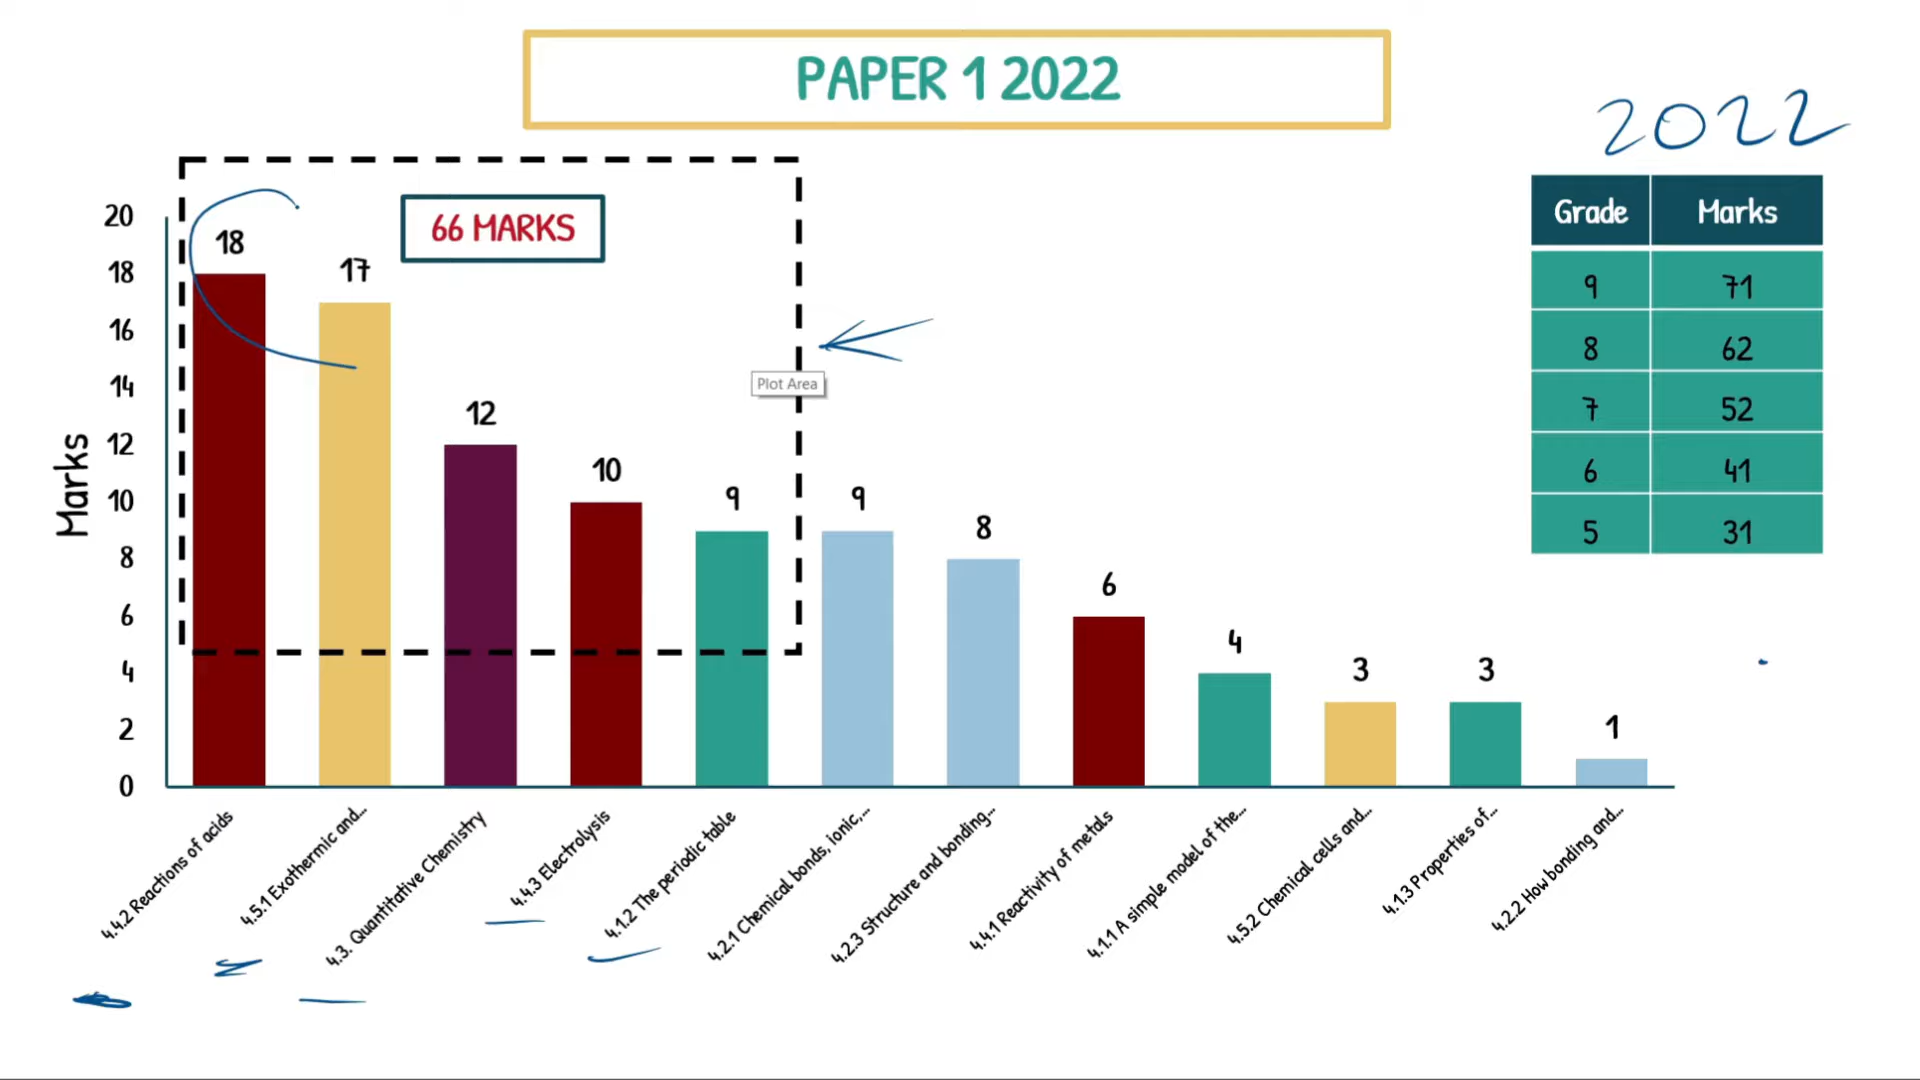 PAPER 1 2022
2022
66 MARKS
Grade Marks
9 71
8 62
7 52
6 41
5 31
Plot Area
Marks
20
18
16
14
12
10
8
6
4
2
0
18
17
12
10
9
9
8
6
4
3
3
1
4.4.2 Reactions of acids
4.5.1 Exothermic and...
4.3. Quantitative Chemistry
4.4.3 Electrolysis
4.1.2 The periodic table
4.2.1 Chemical bonds, ionic,...
4.2.3 Structure and bonding...
4.4.1 Reactivity of metals
4.1.1 A simple model of the...
4.5.2 Chemical cells and...
4.1.3 Properties of...
4.2.2 How bonding and...